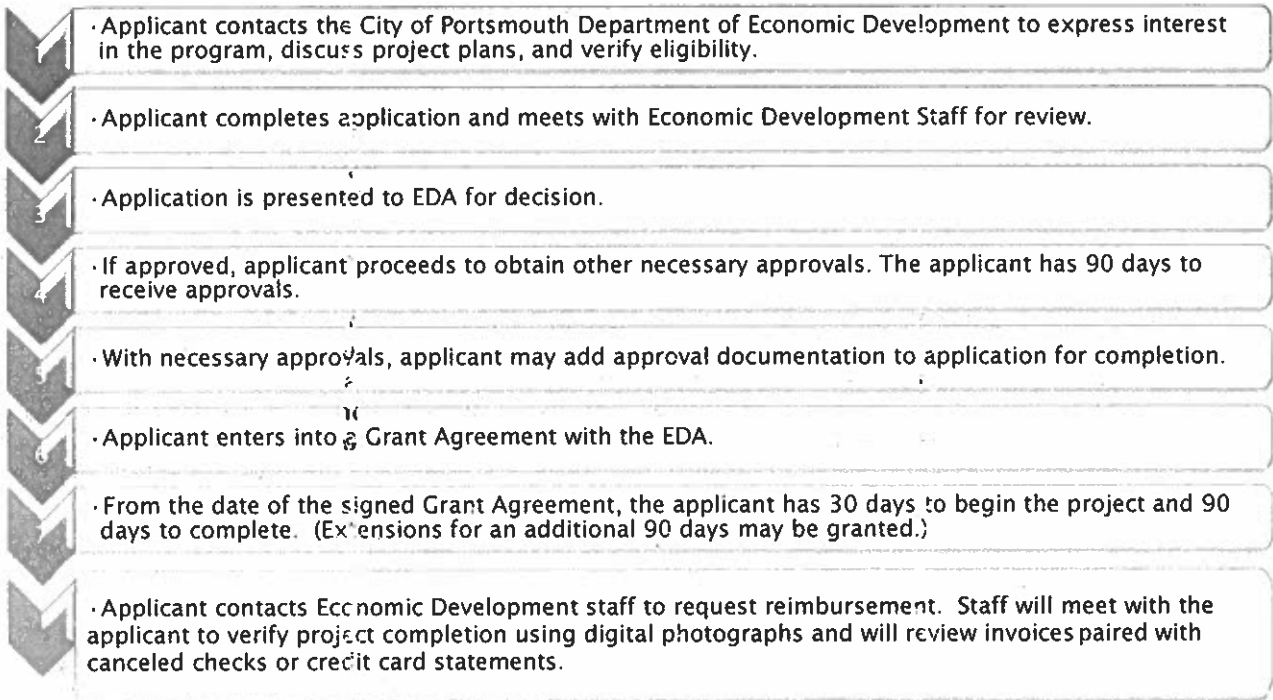 · Applicant contacts the City of Portsmouth Department of Economic Development to express interest
in the program, discuss project plans, and verify eligibility.
2
· Applicant completes application and meets with Economic Development Staff for review.
3
· Application is presented to EDA for decision.
4
· If approved, applicant proceeds to obtain other necessary approvals. The applicant has 90 days to
receive approvals.
5
· With necessary approvals, applicant may add approval documentation to application for completion.
6
· Applicant enters into a Grant Agreement with the EDA.
· From the date of the signed Grant Agreement, the applicant has 30 days to begin the project and 90
days to complete. (Extensions for an additional 90 days may be granted.)
· Applicant contacts Economic Development staff to request reimbursement. Staff will meet with the
applicant to verify project completion using digital photographs and will review invoices paired with
canceled checks or credit card statements.